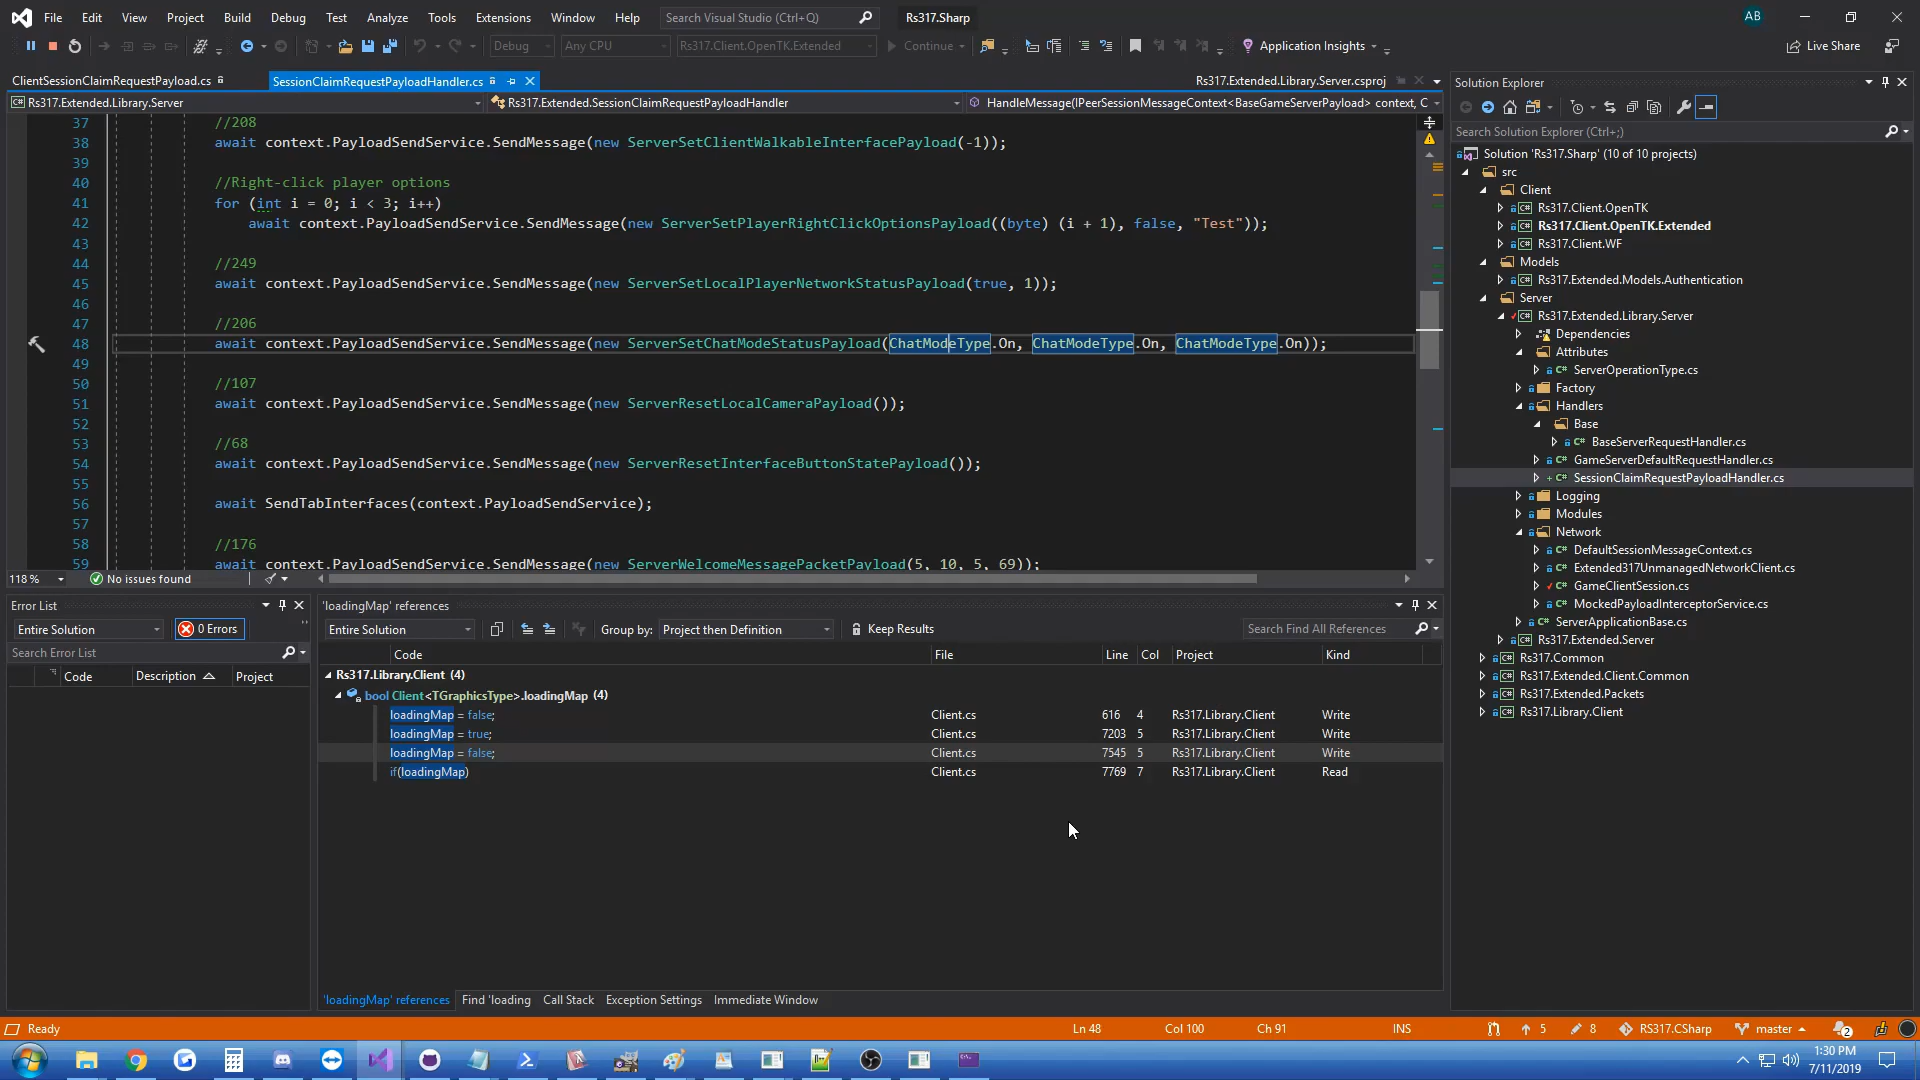 File Edit View Project Build Debug Test Analyze Tools Extensions Window Help Search Visual Studio (Ctrl+Q) Rs317.Sharp AB
Debug Any CPU Rs317.Client.OpenTK.Extended Continue Application Insights Live Share
ClientSessionClaimRequestPayload.cs SessionClaimRequestPayloadHandler.cs Rs317.Extended.Library.Server.csproj
Rs317.Extended.Library.Server Rs317.Extended.SessionClaimRequestPayloadHandler HandleMessage(IPeerSessionMessageContext<BaseGameServerPayload> context, C
37 //208
38 await context.PayloadSendService.SendMessage(new ServerSetClientWalkableInterfacePayload(-1));
39
40 //Right-click player options
41 for (int i = 0; i < 3; i++)
42 await context.PayloadSendService.SendMessage(new ServerSetPlayerRightClickOptionsPayload((byte) (i + 1), false, "Test"));
43
44 //249
45 await context.PayloadSendService.SendMessage(new ServerSetLocalPlayerNetworkStatusPayload(true, 1));
46
47 //206
48 await context.PayloadSendService.SendMessage(new ServerSetChatModeStatusPayload(ChatModeType.On, ChatModeType.On, ChatModeType.On));
49
50 //107
51 await context.PayloadSendService.SendMessage(new ServerResetLocalCameraPayload());
52
53 //68
54 await context.PayloadSendService.SendMessage(new ServerResetInterfaceButtonStatePayload());
55
56 await SendTabInterfaces(context.PayloadSendService);
57
58 //176
59 await context.PayloadSendService.SendMessage(new ServerWelcomeMessagePacketPayload(5, 10, 5, 69));
118 % No issues found
Error List
Entire Solution 0 Errors
Search Error List
Code Description Project
'loadingMap' references
Entire Solution Group by: Project then Definition Keep Results Search Find All References
Code File Line Col Project Kind
Rs317.Library.Client (4)
bool Client<TGraphicsType>.loadingMap (4)
loadingMap = false; Client.cs 616 4 Rs317.Library.Client Write
loadingMap = true; Client.cs 7203 5 Rs317.Library.Client Write
loadingMap = false; Client.cs 7545 5 Rs317.Library.Client Write
if(loadingMap) Client.cs 7769 7 Rs317.Library.Client Read
'loadingMap' references Find 'loading Call Stack Exception Settings Immediate Window
Solution Explorer
Search Solution Explorer (Ctrl+;)
Solution 'Rs317.Sharp' (10 of 10 projects)
src
Client
Rs317.Client.OpenTK
Rs317.Client.OpenTK.Extended
Rs317.Client.WF
Models
Rs317.Extended.Models.Authentication
Server
Rs317.Extended.Library.Server
Dependencies
Attributes
ServerOperationType.cs
Factory
Handlers
Base
BaseServerRequestHandler.cs
GameServerDefaultRequestHandler.cs
SessionClaimRequestPayloadHandler.cs
Logging
Modules
Network
DefaultSessionMessageContext.cs
Extended317UnmanagedNetworkClient.cs
GameClientSession.cs
MockedPayloadInterceptorService.cs
ServerApplicationBase.cs
Rs317.Extended.Server
Rs317.Common
Rs317.Extended.Client.Common
Rs317.Extended.Packets
Rs317.Library.Client
Ready Ln 48 Col 100 Ch 91 INS 5 8 RS317.CSharp master 2
1:30 PM
7/11/2019